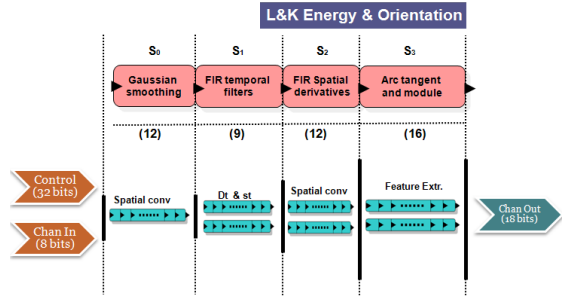 L&K Energy & Orientation
S0 S1 S2 S3
Gaussian smoothing
FIR temporal filters
FIR Spatial derivatives
Arc tangent and module
(12) (9) (12) (16)
Control
(32 bits)
Chan In
(8 bits)
Spatial conv
Dt & st
Spatial conv
Feature Extr.
Chan Out
(18 bits)